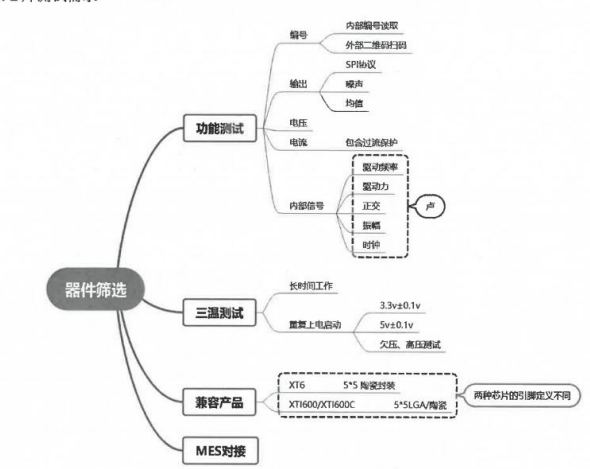 器件筛选
功能测试
编号
内部编号读取
外部二维码扫码
输出
SPI协议
噪声
均值
电压
电流
包含过流保护
内部信号
驱动频率
驱动力
正交
振幅
时钟
卢
三温测试
长时间工作
重复上电启动
3.3v±0.1v
5v±0.1v
欠压、高压测试
兼容产品
XT6 5*5 陶瓷封装
XTI600/XTI600C 5*5LGA/陶瓷
两种芯片的引脚定义不同
MES对接